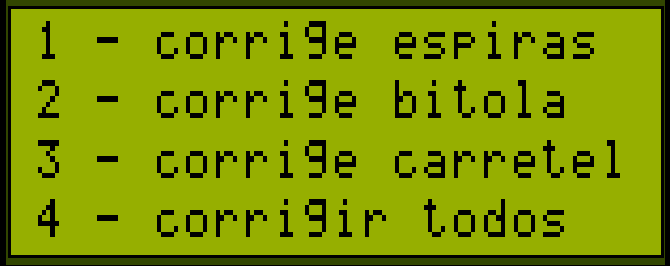 1 - corrige espiras
2 - corrige bitola
3 - corrige carretel
4 - corrigir todos